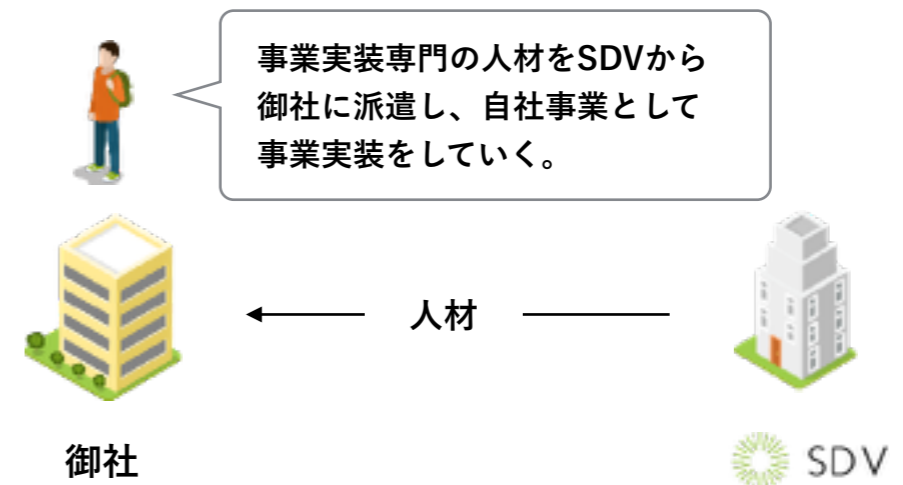 事業実装専門の人材をSDVから
御社に派遣し、自社事業として
事業実装をしていく。
人材
御社
SDV